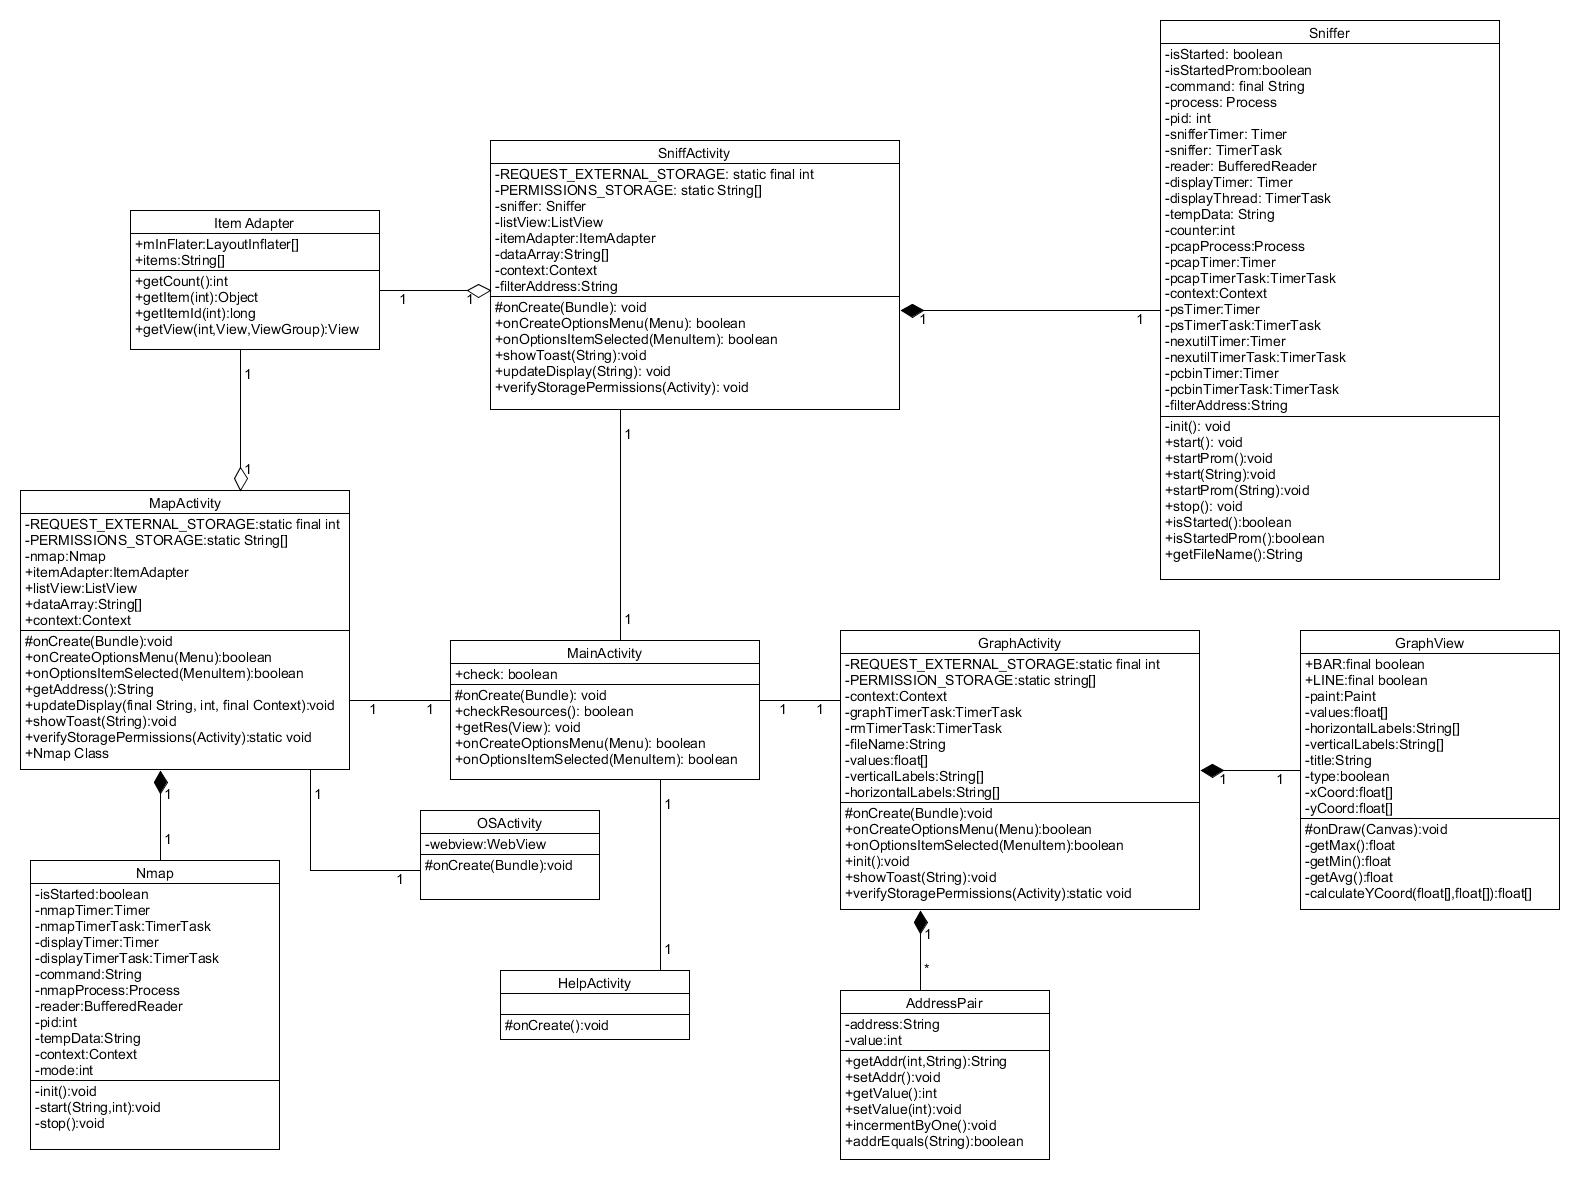 Sniffer
-isStarted: boolean
-isStartedProm:boolean
-command: final String
-process: Process
-pid: int
-snifferTimer: Timer
-sniffer: TimerTask
-reader: BufferedReader
-displayTimer: Timer
-displayThread: TimerTask
-tempData: String
-counter:int
-pcapProcess:Process
-pcapTimer:Timer
-pcapTimerTask:TimerTask
-context:Context
-psTimer:Timer
-psTimerTask:TimerTask
-nexutilTimer:Timer
-nexutilTimerTask:TimerTask
-pcbinTimer:Timer
-pcbinTimerTask:TimerTask
-filterAddress:String
-init(): void
+start(): void
+startProm():void
+start(String):void
+startProm(String):void
+stop(): void
+isStarted():boolean
+isStartedProm():boolean
+getFileName():String
SniffActivity
-REQUEST_EXTERNAL_STORAGE: static final int
-PERMISSIONS_STORAGE: static String[]
-sniffer: Sniffer
-listView:ListView
-itemAdapter:ItemAdapter
-dataArray:String[]
-context:Context
-filterAddress:String
#onCreate(Bundle): void
+onCreateOptionsMenu(Menu): boolean
+onOptionsItemSelected(MenuItem): boolean
+showToast(String):void
+updateDisplay(String): void
+verifyStoragePermissions(Activity): void
1
1
Item Adapter
+mInFlater:LayoutInflater[]
+items:String[]
+getCount():int
+getItem(int):Object
+getItemId(int):long
+getView(int,View,ViewGroup):View
1
1
1
1
1
1
MapActivity
-REQUEST_EXTERNAL_STORAGE:static final int
-PERMISSIONS_STORAGE:static String[]
-nmap:Nmap
+itemAdapter:ItemAdapter
+listView:ListView
+dataArray:String[]
+context:Context
#onCreate(Bundle):void
+onCreateOptionsMenu(Menu):boolean
+onOptionsItemSelected(MenuItem):boolean
+getAddress():String
+updateDisplay(final String, int, final Context):void
+showToast(String):void
+verifyStoragePermissions(Activity):static void
+Nmap Class
1
1
MainActivity
+check: boolean
#onCreate(Bundle): void
+checkResources(): boolean
+getRes(View): void
+onCreateOptionsMenu(Menu): boolean
+onOptionsItemSelected(MenuItem): boolean
1
1
GraphActivity
-REQUEST_EXTERNAL_STORAGE:static final int
-PERMISSION_STORAGE:static string[]
-context:Context
-graphTimerTask:TimerTask
-rmTimerTask:TimerTask
-fileName:String
-values:float[]
-verticalLabels:String[]
-horizontalLabels:String[]
#onCreate(Bundle):void
+onCreateOptionsMenu(Menu):boolean
+onOptionsItemSelected(MenuItem):boolean
+init():void
+showToast(String):void
+verifyStoragePermissions(Activity):static void
1
1
GraphView
+BAR:final boolean
+LINE:final boolean
-paint:Paint
-values:float[]
-horizontalLabels:String[]
-verticalLabels:String[]
-title:String
-type:boolean
-xCoord:float[]
-yCoord:float[]
#onDraw(Canvas):void
-getMax():float
-getMin():float
-getAvg():float
-calculateYCoord(float[],float[]):float[]
1
1
1
1
OSActivity
-webview:WebView
#onCreate(Bundle):void
Nmap
-isStarted:boolean
-nmapTimer:Timer
-nmapTimerTask:TimerTask
-displayTimer:Timer
-displayTimerTask:TimerTask
-command:String
-nmapProcess:Process
-reader:BufferedReader
-pid:int
-tempData:String
-context:Context
-mode:int
-init():void
-start(String,int):void
-stop():void
1
1
HelpActivity
#onCreate():void
1
*
AddressPair
-address:String
-value:int
+getAddr(int,String):String
+setAddr():void
+getValue():int
+setValue(int):void
+incermentByOne():void
+addrEquals(String):boolean